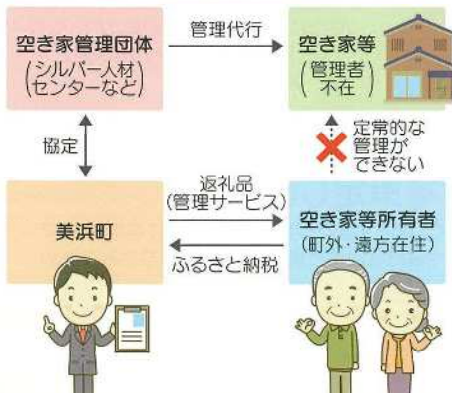 空き家管理団体
(シルバー人材
センターなど)
管理代行
空き家等
(管理者
不在)
協定
定常的な
管理が
できない
返礼品
(管理サービス)
美浜町
空き家等所有者
(町外・遠方在住)
ふるさと納税